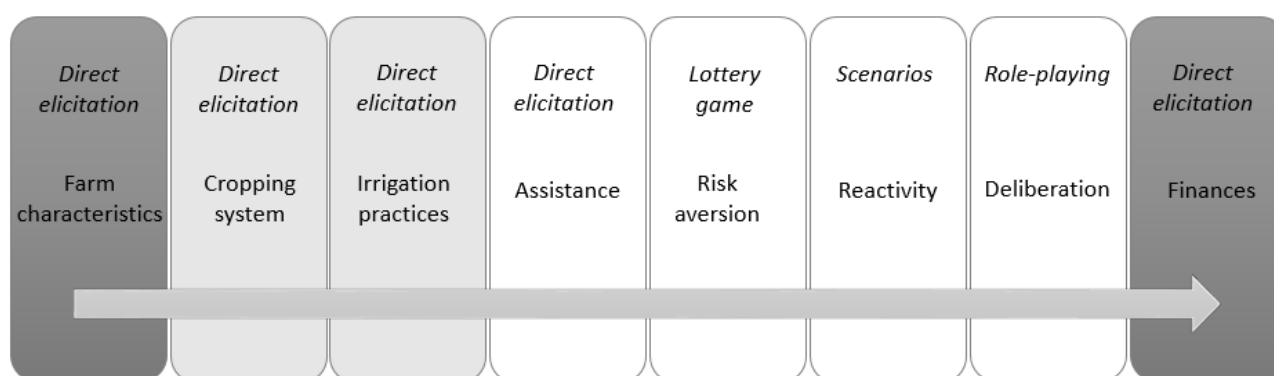 Direct
elicitation
Farm
characteristics
Direct
elicitation
Cropping
system
Direct
elicitation
Irrigation
practices
Direct
elicitation
Assistance
Lottery
game
Risk
aversion
Scenarios
Reactivity
Role-playing
Deliberation
Direct
elicitation
Finances